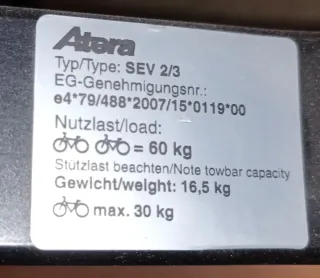 Atera
Typ/Type: SEV 2/3
EG-Genehmigungsnr.:
e4*79/488*2007/15*0119*00
Nutzlast/load:
= 60 kg
Stützlast beachten/Note towbar capacity
Gewicht/weight: 16,5 kg
max. 30 kg